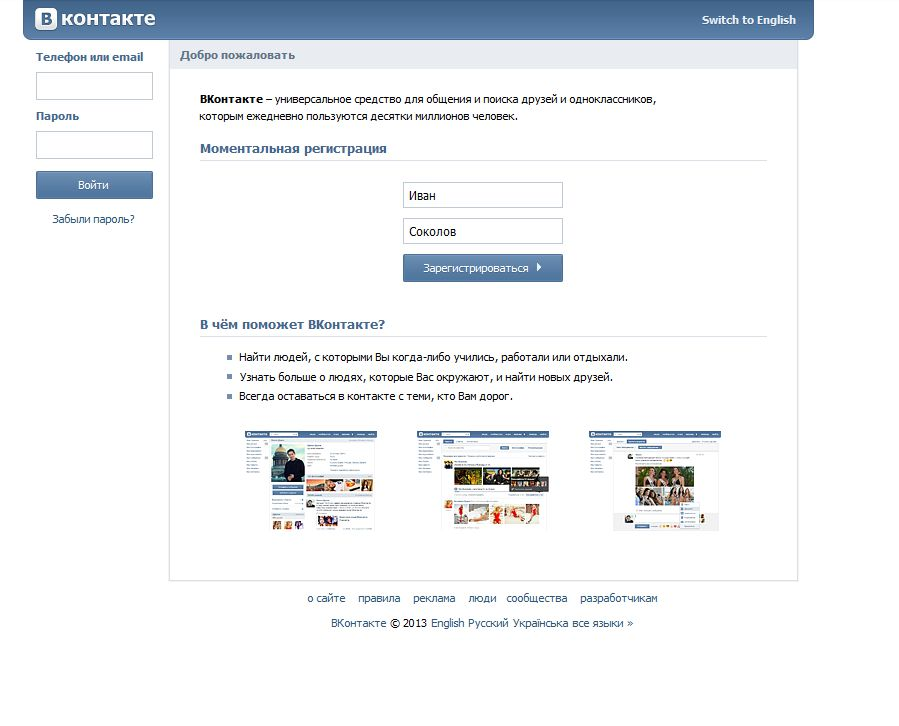 В контакте
Switch to English
Телефон или email
Пароль
Войти
Забыли пароль?
Добро пожаловать
ВКонтакте – универсальное средство для общения и поиска друзей и одноклассников,
которым ежедневно пользуются десятки миллионов человек.
Моментальная регистрация
Иван
Соколов
Зарегистрироваться
В чём поможет ВКонтакте?
Найти людей, с которыми Вы когда-либо учились, работали или отдыхали.
Узнать больше о людях, которые Вас окружают, и найти новых друзей.
Всегда оставаться в контакте с теми, кто Вам дорог.
о сайте правила реклама люди сообщества разработчикам
ВКонтакте © 2013 English Русский Українська все языки »